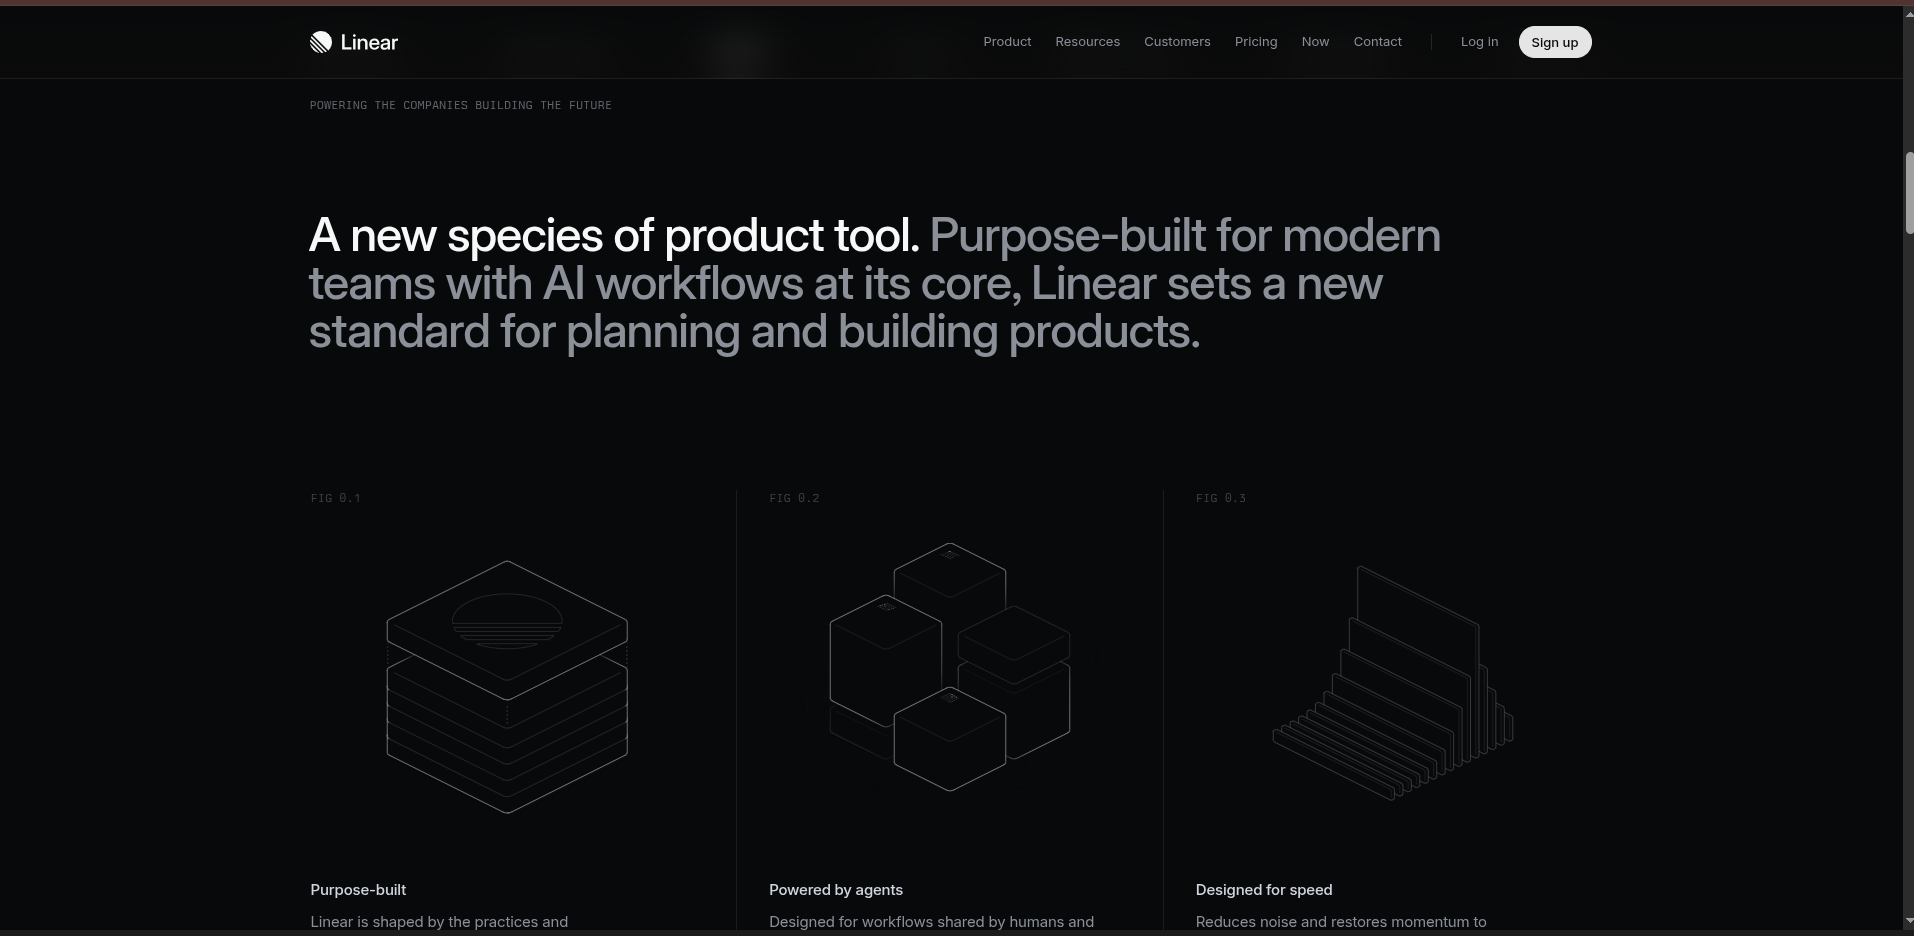 Linear
Product Resources Customers Pricing Now Contact Log in Sign up
POWERING THE COMPANIES BUILDING THE FUTURE
A new species of product tool. Purpose-built for modern
teams with AI workflows at its core, Linear sets a new
standard for planning and building products.
FIG 0.1
FIG 0.2
FIG 0.3
Purpose-built
Linear is shaped by the practices and
Powered by agents
Designed for workflows shared by humans and
Designed for speed
Reduces noise and restores momentum to